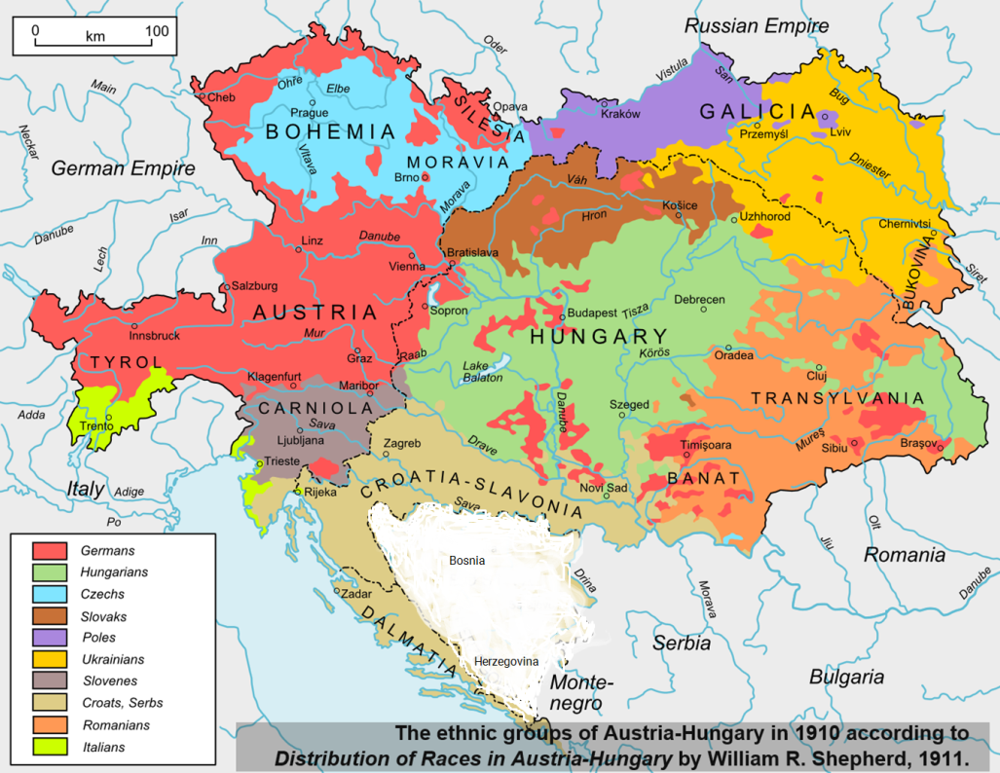 0 100
km
Russian Empire
Oder
Vistula
San
Main
Cheb
Ohře
Elbe
Prague
BOHEMIA
Vltava
SILESIA
Opava
Kraków
GALICIA
Bug
Lviv
Przemyśl
Neckar
German Empire
MORAVIA
Brno
Morava
Dniester
Váh
Hron
Košice
Uzhhorod
Chernivtsi
Danube
Isar
Inn
Lech
Linz
Danube
Vienna
Bratislava
BUKOVINA
Siret
Salzburg
AUSTRIA
Sopron
Budapest
Tisza
Debrecen
Innsbruck
Mur
HUNGARY
TYROL
Graz
Raab
Lake
Balaton
Körös
Oradea
Cluj
Klagenfurt
Maribor
CARNIOLA
Danube
Szeged
TRANSYLVANIA
Adda
Trento
Sava
Ljubljana
Zagreb
Drave
Timișoara
Mureș
Sibiu
Brașov
Trieste
Italy
Adige
Rijeka
CROATIA-SLAVONIA
Novi Sad
BANAT
Po
Sava
Olt
Jiu
Romania
Germans
Hungarians
Czechs
Slovaks
Poles
Ukrainians
Slovenes
Croats, Serbs
Romanians
Italians
Bosnia
Drina
Morava
Danube
Zadar
DALMATIA
Serbia
Herzegovina
Monte-
negro
Bulgaria
The ethnic groups of Austria-Hungary in 1910 according to
Distribution of Races in Austria-Hungary by William R. Shepherd, 1911.